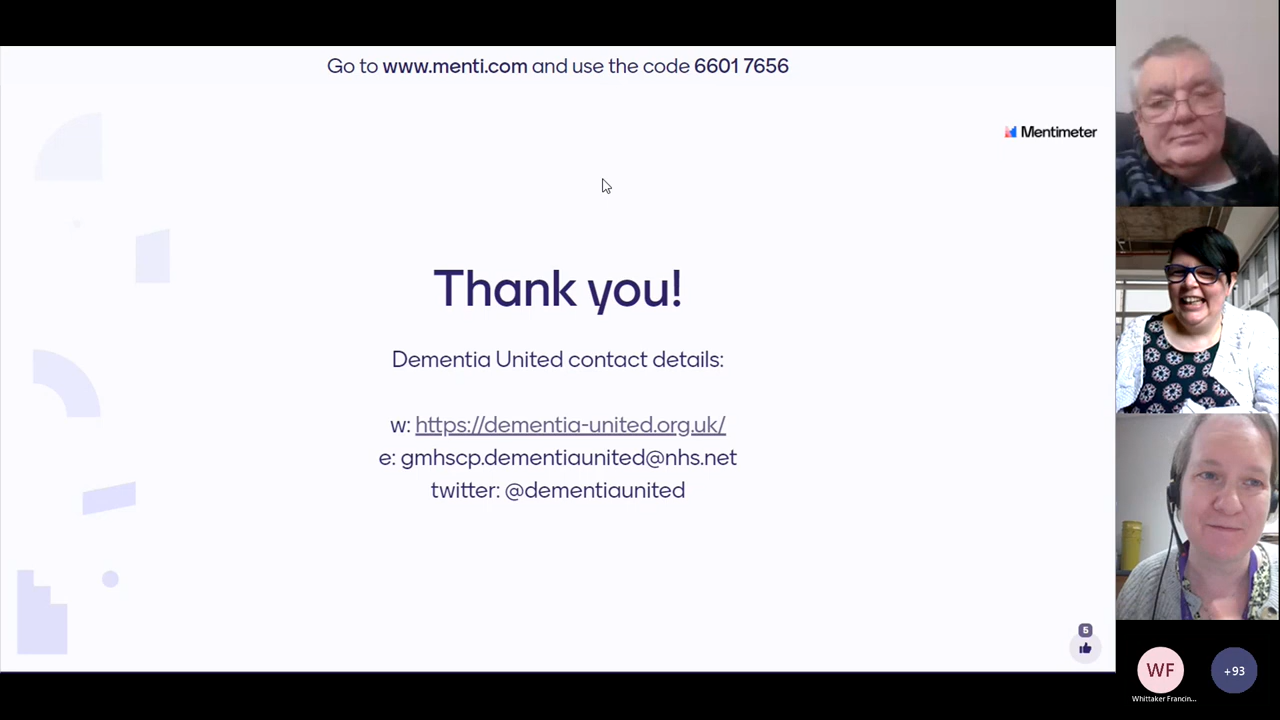 Go to www.menti.com and use the code 6601 7656
Mentimeter
Thank you!
Dementia United contact details:
w: https://dementia-united.org.uk/
e: gmhscp.dementiaunited@nhs.net
twitter: @dementiaunited
5
WF
+93
Whittaker Francin...